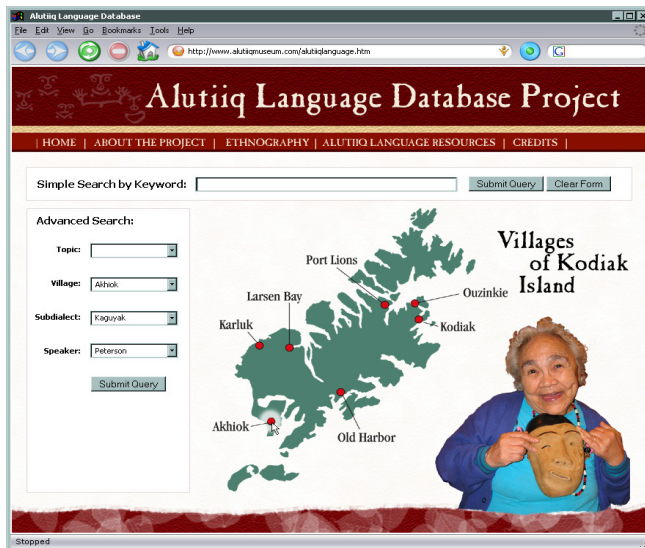 Alutiiq Language Database
File Edit View Go Bookmarks Tools Help
http://www.alutiiqmuseum.com/alutiiqlanguage.htm
G
Alutiiq Language Database Project
| HOME | ABOUT THE PROJECT | ETHNOGRAPHY | ALUTIIQ LANGUAGE RESOURCES | CREDITS |
Simple Search by Keyword: Submit Query Clear Form
Advanced Search:
Topic:
Village: Akhiok
Subdialect: Kaguyak
Speaker: Peterson
Submit Query
Villages
of Kodiak
Island
Port Lions
Ouzinkie
Larsen Bay
Karluk
Kodiak
Akhiok
Old Harbor
Stopped